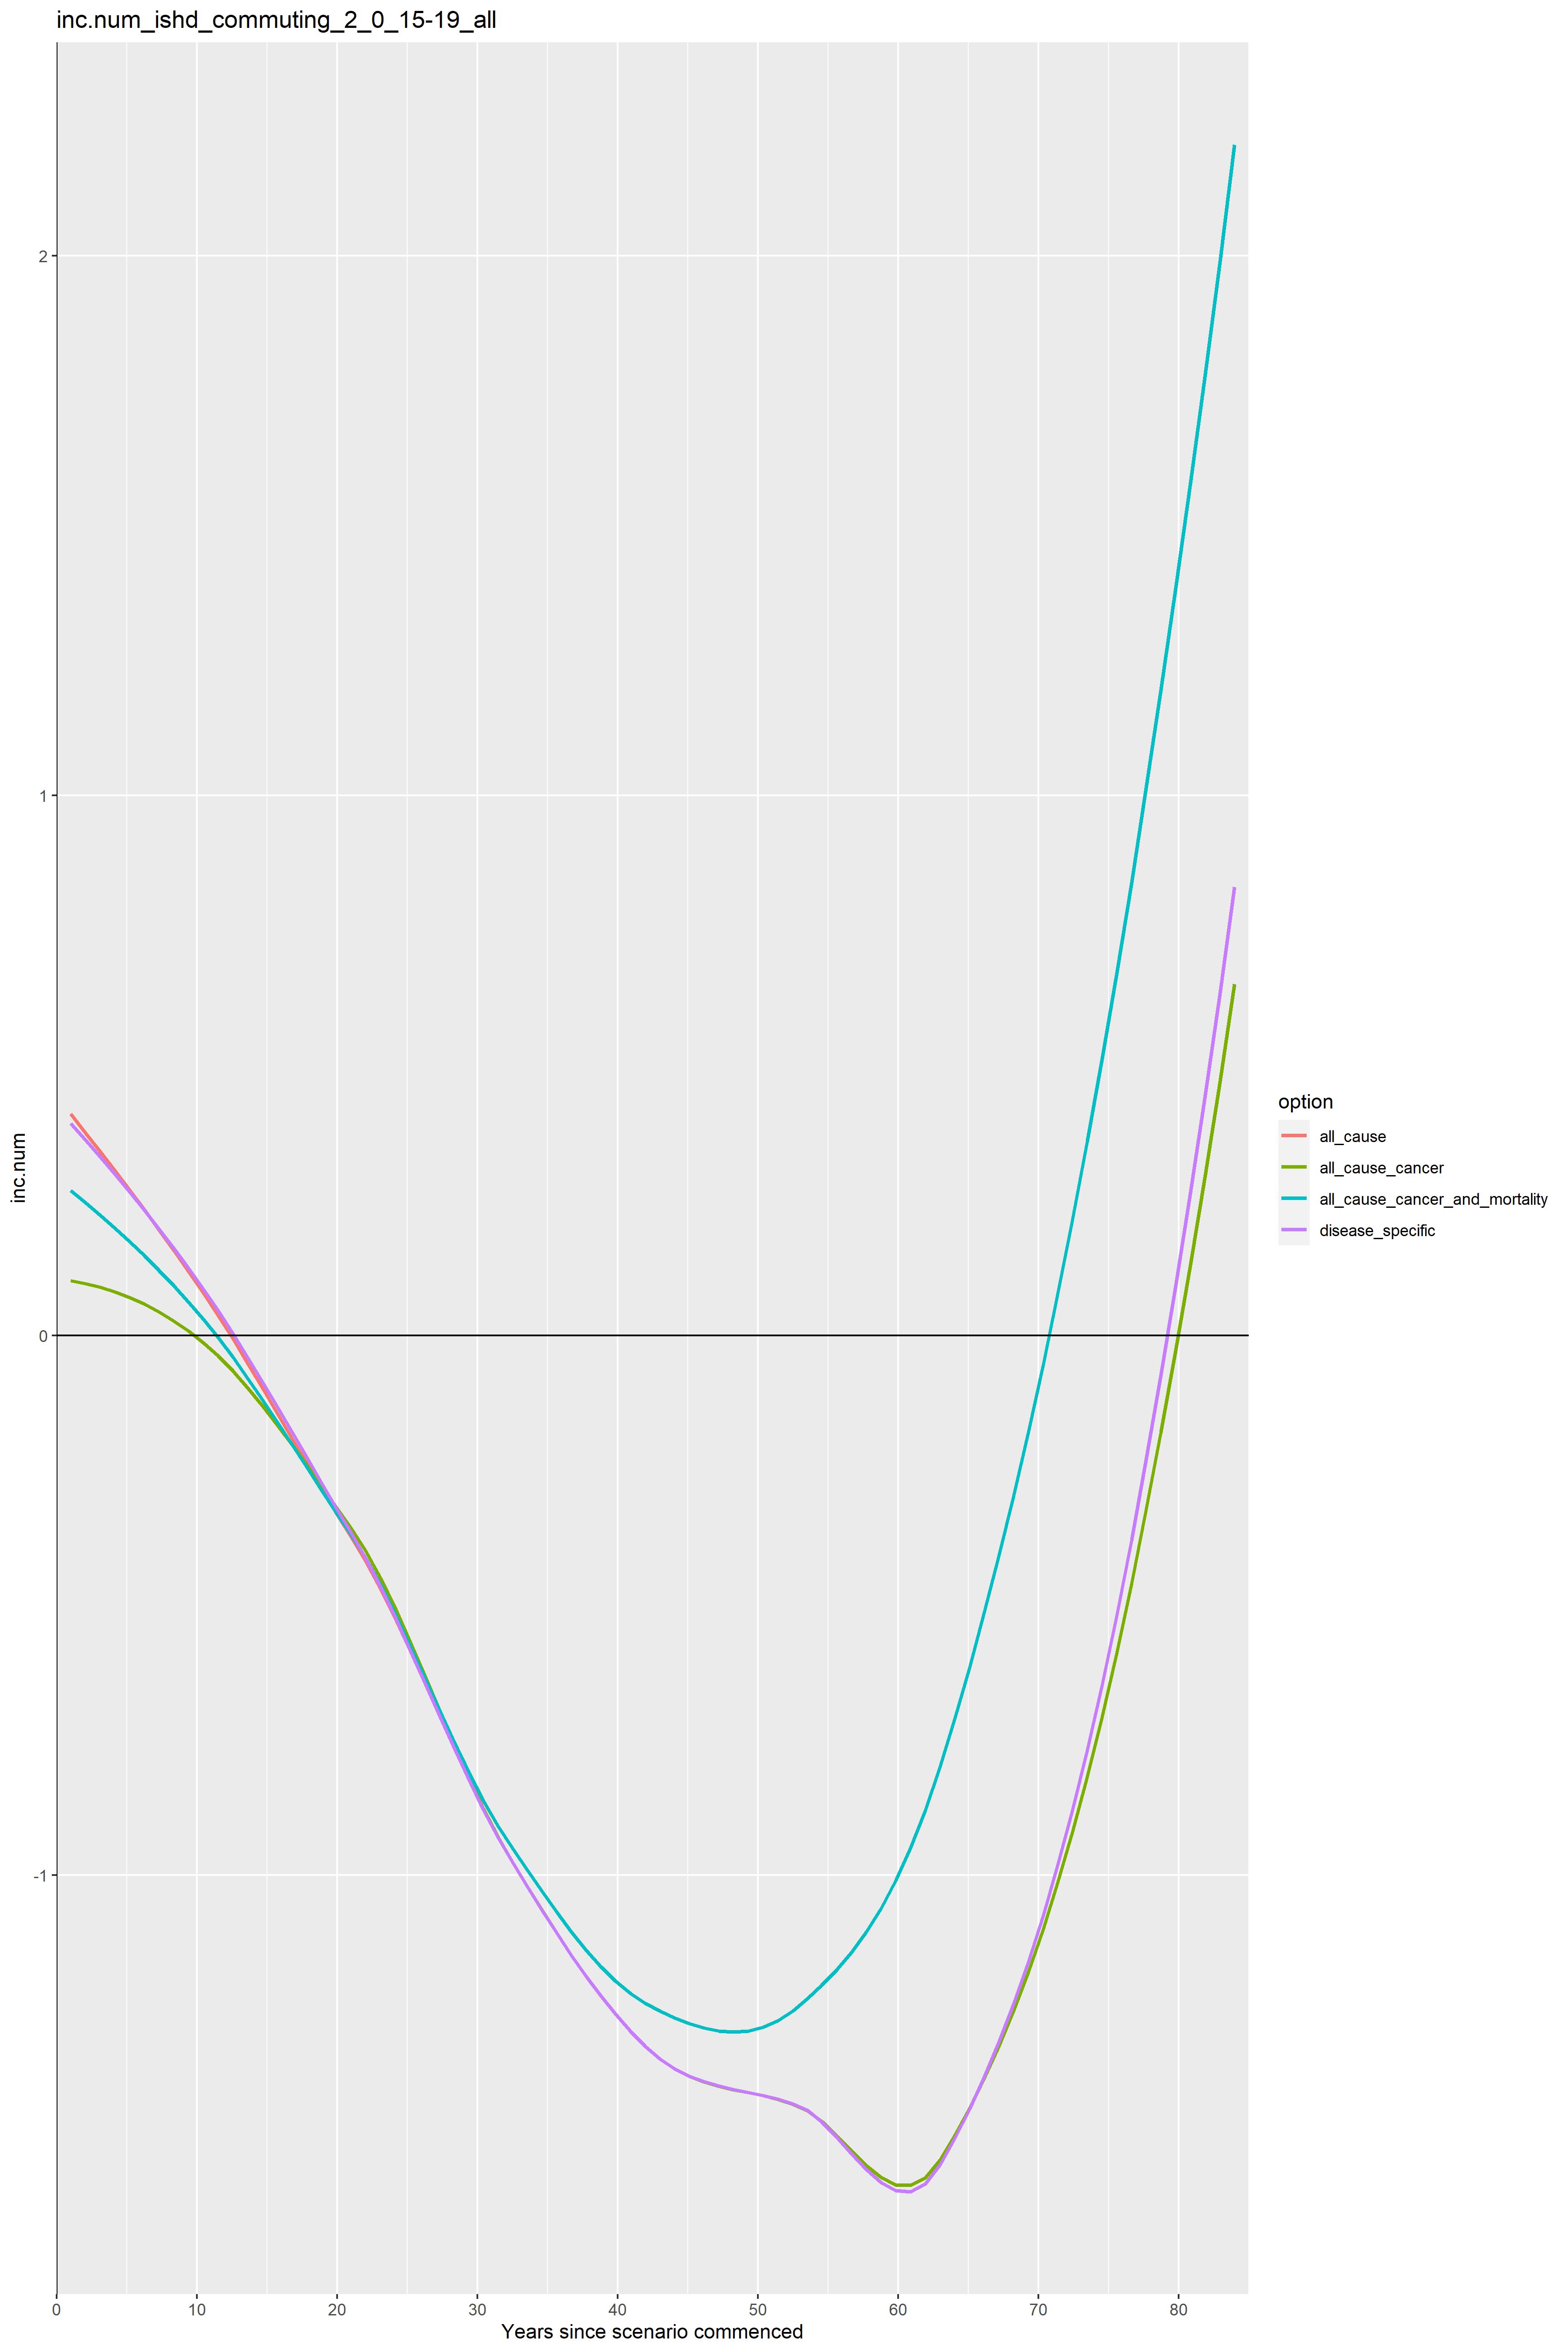 inc.num_ishd_commuting_2_0_15-19_all
2
1
0
-1
inc.num
0 10 20 30 40 50 60 70 80
Years since scenario commenced
option
all_cause
all_cause_cancer
all_cause_cancer_and_mortality
disease_specific